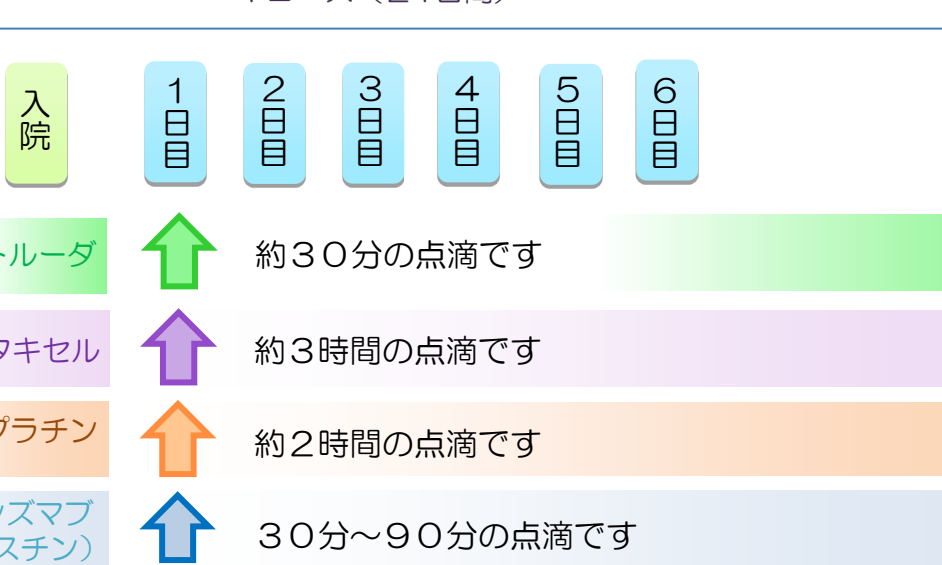 入院
1日目
2日目
3日目
4日目
5日目
6日目
トルーダ
約30分の点滴です
タキセル
約3時間の点滴です
プラチン
約2時間の点滴です
ンズマブ
スチン）
30分～90分の点滴です